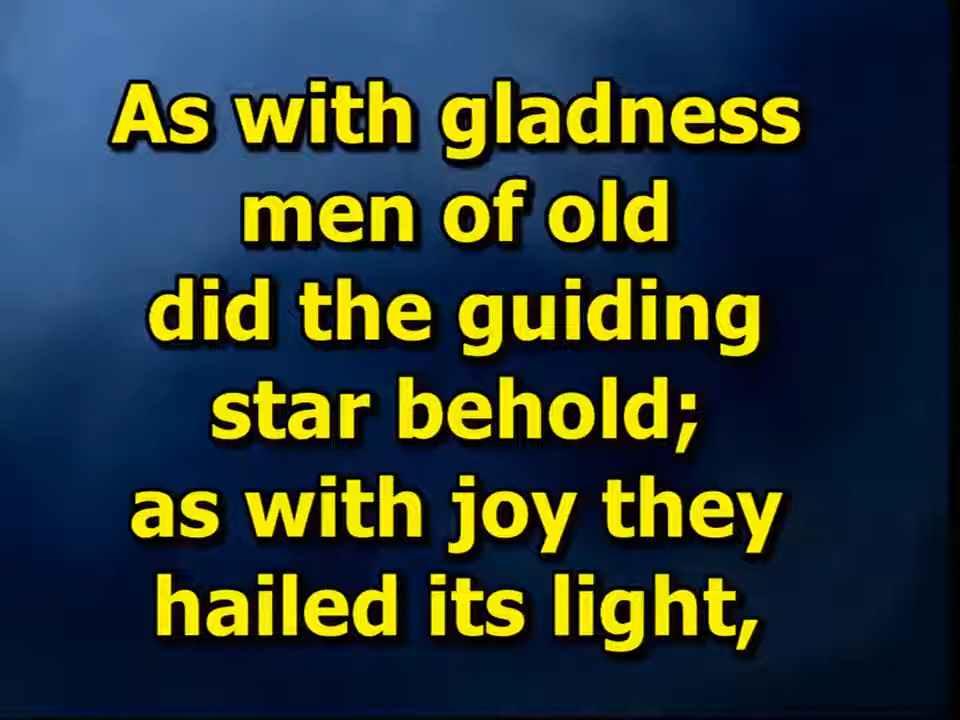 As with gladness
men of old
did the guiding
star behold;
as with joy they
hailed its light,